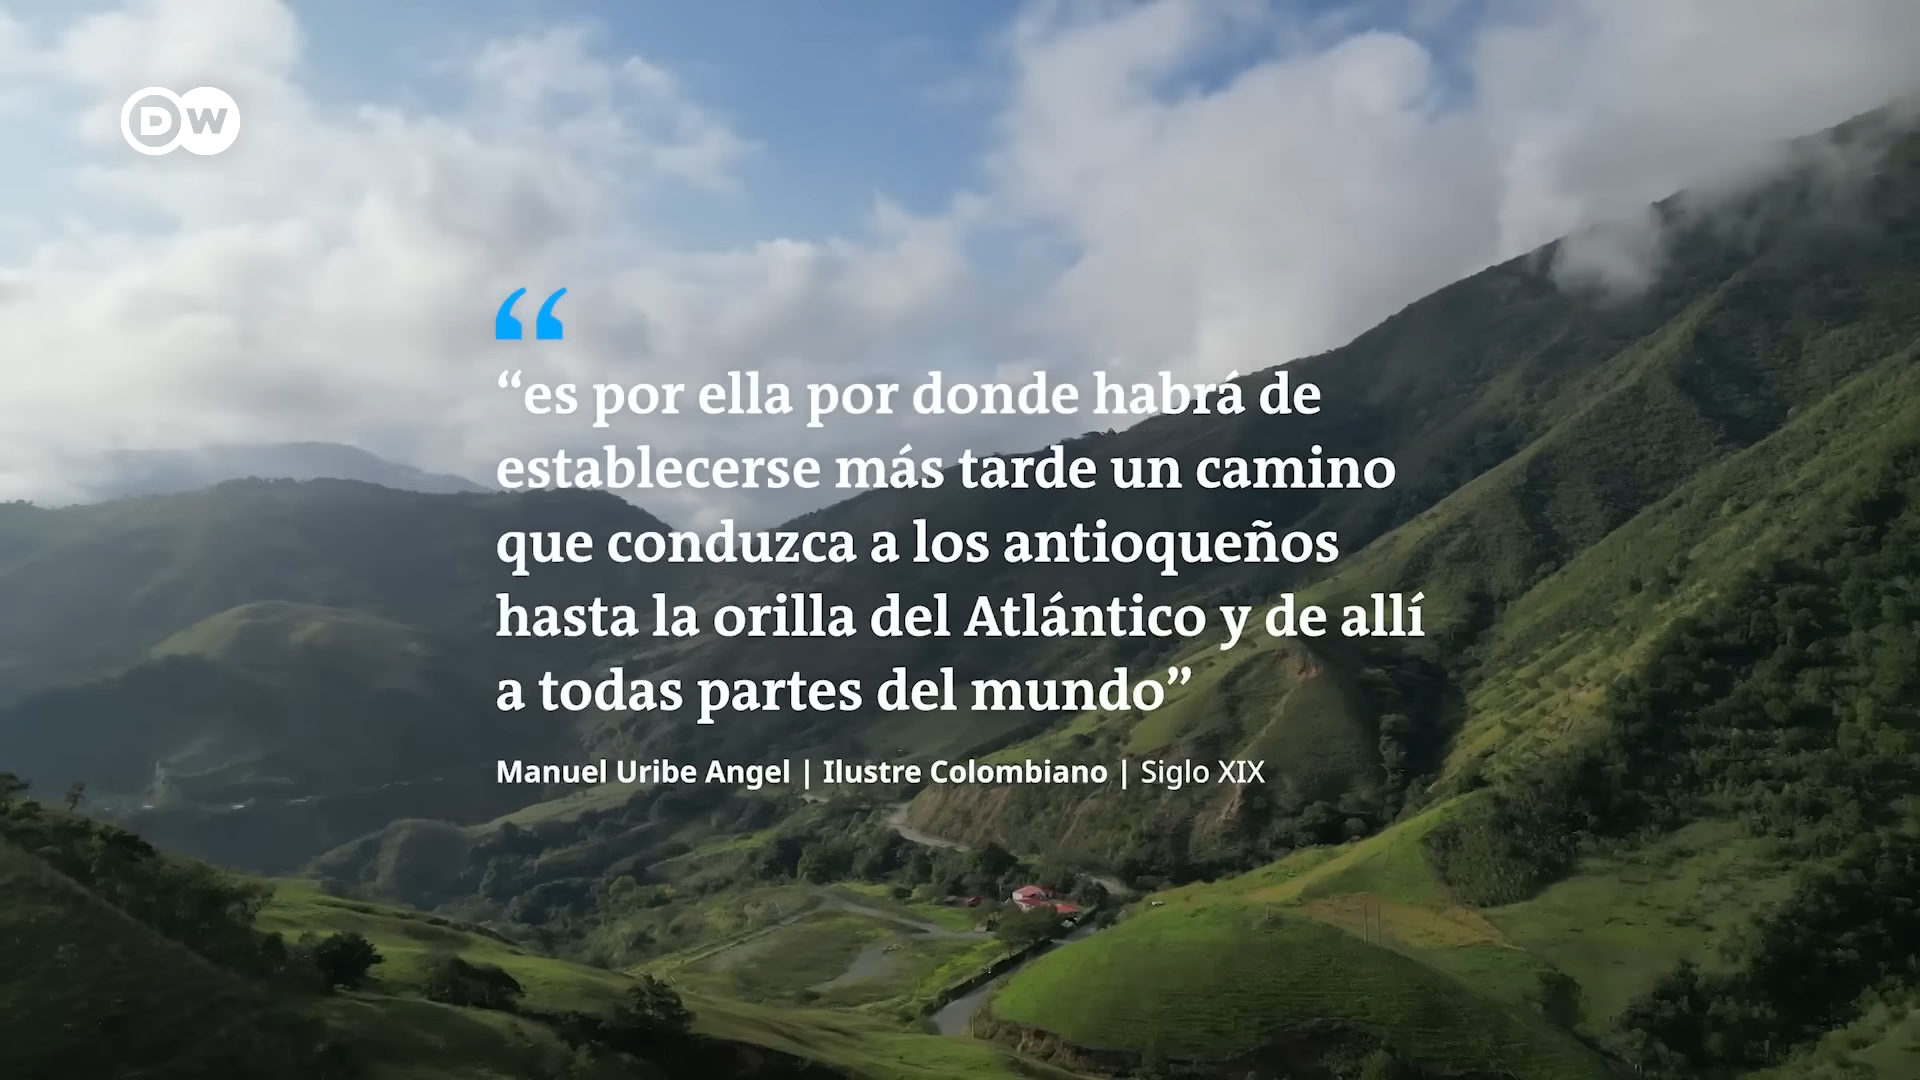 DW
“es por ella por donde habrá de
establecerse más tarde un camino
que conduzca a los antioqueños
hasta la orilla del Atlántico y de allí
a todas partes del mundo”
Manuel Uribe Angel | Ilustre Colombiano | Siglo XIX